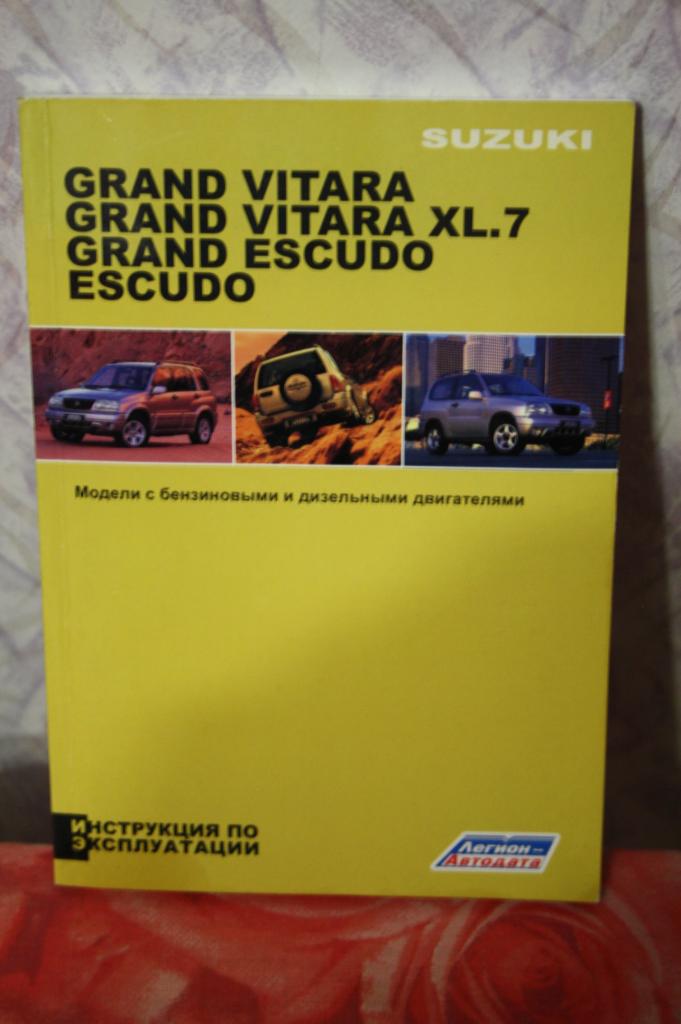 SUZUKI
GRAND VITARA
GRAND VITARA XL.7
GRAND ESCUDO
ESCUDO
Модели с бензиновыми и дизельными двигателями
ИНСТРУКЦИЯ ПО
ЭКСПЛУАТАЦИИ
Легион-
Автодата